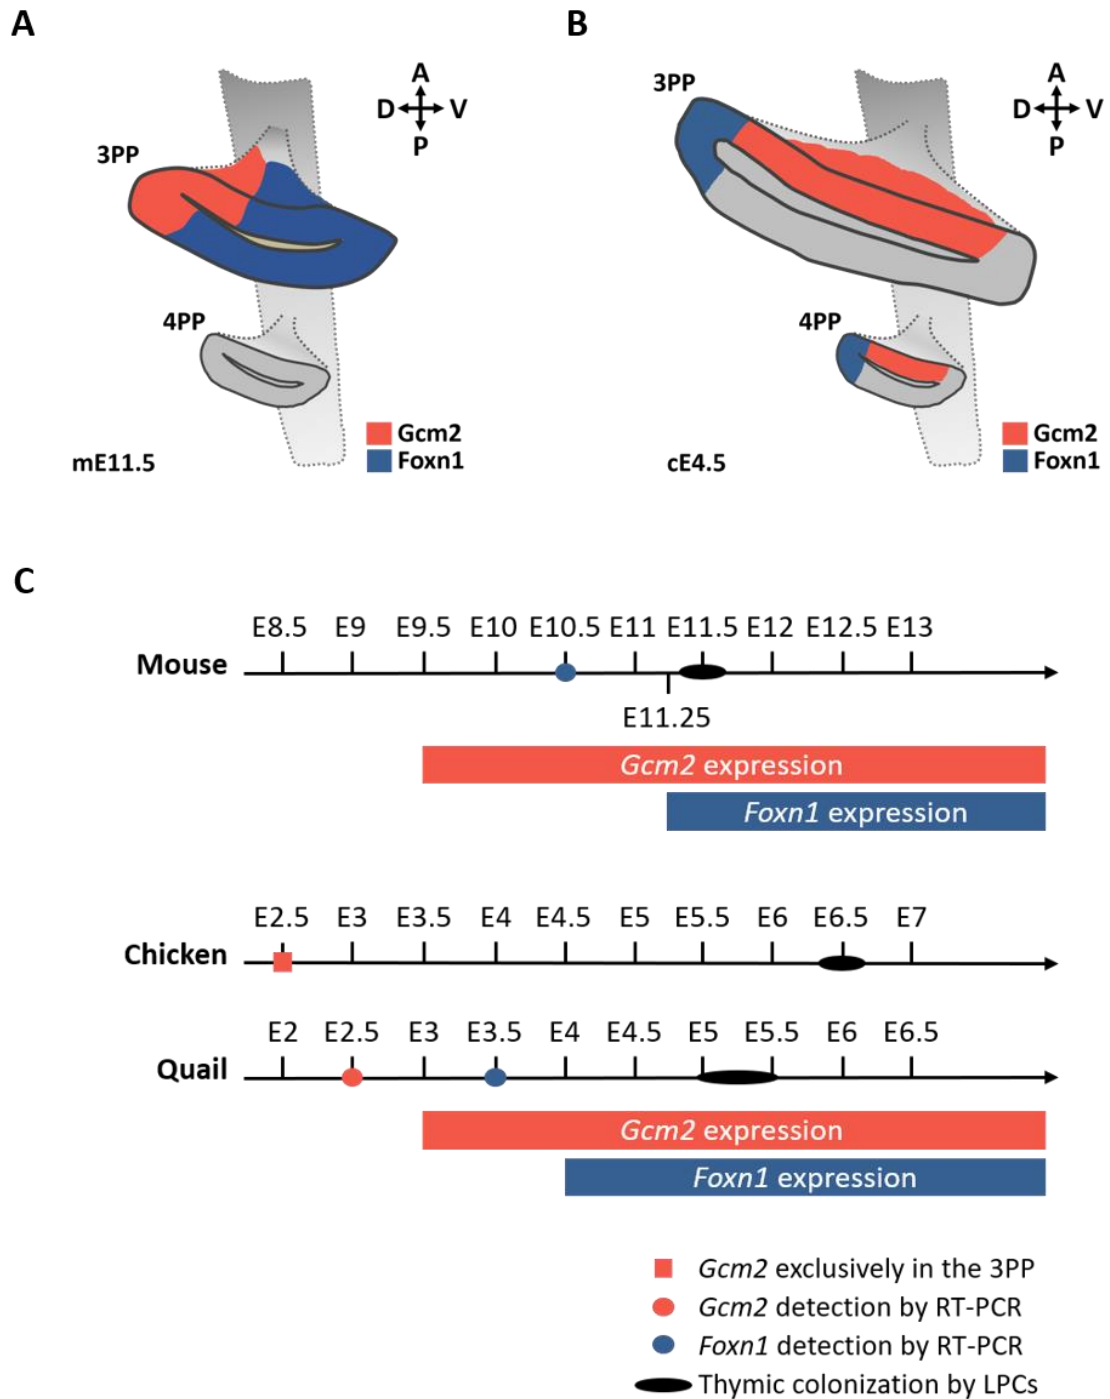 A
B
A
D V
P
3PP
4PP
mE11.5
Gcm2
Foxn1
A
D V
P
3PP
4PP
cE4.5
Gcm2
Foxn1
C
E8.5 E9 E9.5 E10 E10.5 E11 E11.5 E12 E12.5 E13
Mouse
E11.25
Gcm2 expression
Foxn1 expression
E2.5 E3 E3.5 E4 E4.5 E5 E5.5 E6 E6.5 E7
Chicken
E2 E2.5 E3 E3.5 E4 E4.5 E5 E5.5 E6 E6.5
Quail
Gcm2 expression
Foxn1 expression
Gcm2 exclusively in the 3PP
Gcm2 detection by RT-PCR
Foxn1 detection by RT-PCR
Thymic colonization by LPCs